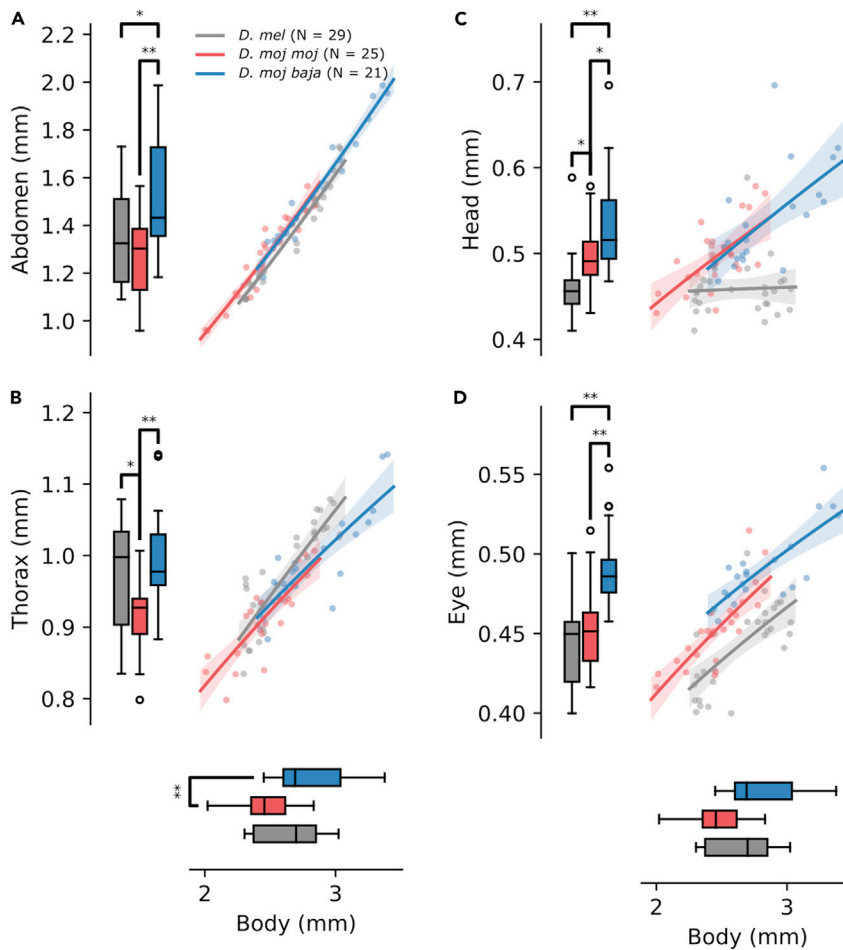 A
2.2
2.0
1.8
1.6
1.4
1.2
1.0
Abdomen (mm)
*
**
D. mel (N = 29)
D. moj moj (N = 25)
D. moj baja (N = 21)
C
0.7
0.6
0.5
0.4
Head (mm)
**
*
*
B
1.2
1.1
1.0
0.9
0.8
Thorax (mm)
**
*
D
0.55
0.50
0.45
0.40
Eye (mm)
**
**
**
2 3
Body (mm)
2 3
Body (mm)